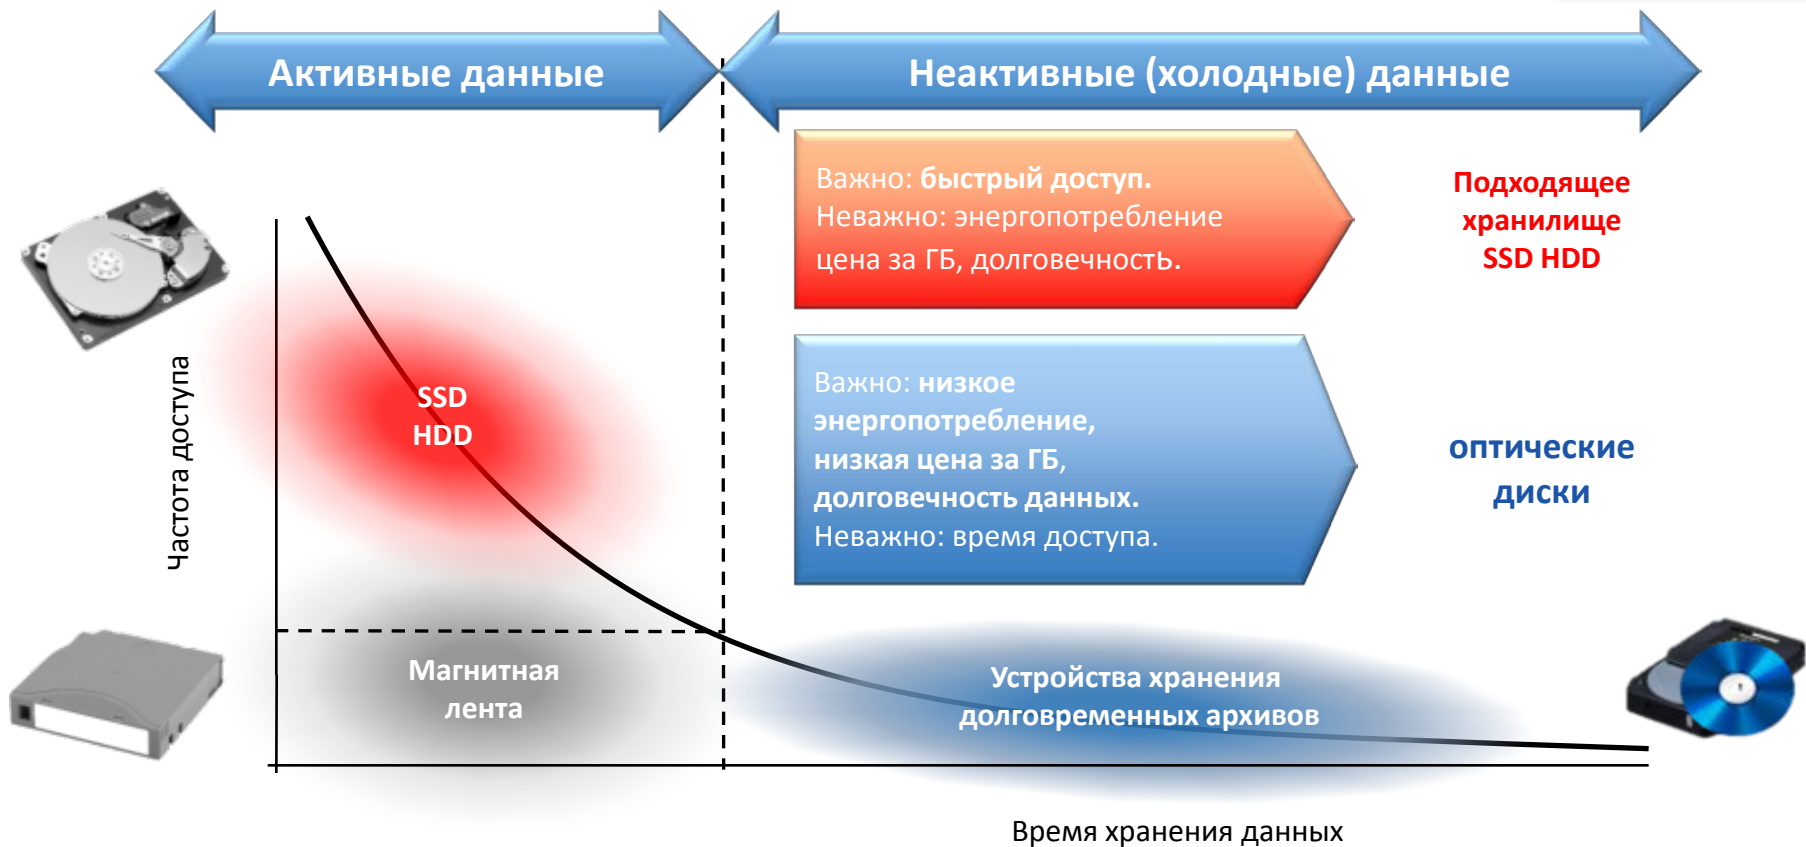 Активные данные
Неактивные (холодные) данные
Важно: быстрый доступ.
Неважно: энергопотребление
цена за ГБ, долговечность.
Подходящее
хранилище
SSD HDD
Важно: низкое
энергопотребление,
низкая цена за ГБ,
долговечность данных.
Неважно: время доступа.
оптические
диски
Частота доступа
SSD
HDD
Магнитная
лента
Устройства хранения
долговременных архивов
Время хранения данных